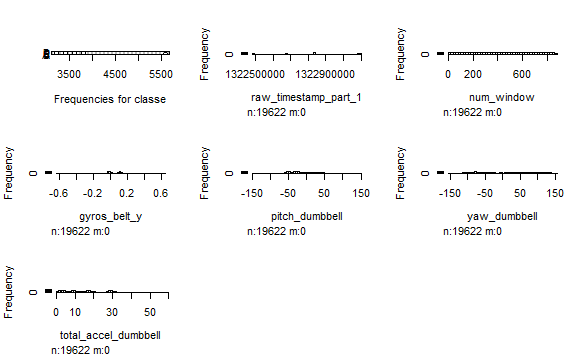 3500 4500 5500
Frequencies for classe
Frequency
0
1322500000 1322900000
raw_timestamp_part_1
n:19622 m:0
Frequency
0
0 200 600
num_window
n:19622 m:0
Frequency
0
-0.6 -0.2 0.2 0.6
gyros_belt_y
n:19622 m:0
Frequency
0
-150 -50 50 150
pitch_dumbbell
n:19622 m:0
Frequency
0
-150 -50 50 150
yaw_dumbbell
n:19622 m:0
Frequency
0
0 10 30 50
total_accel_dumbbell
n:19622 m:0